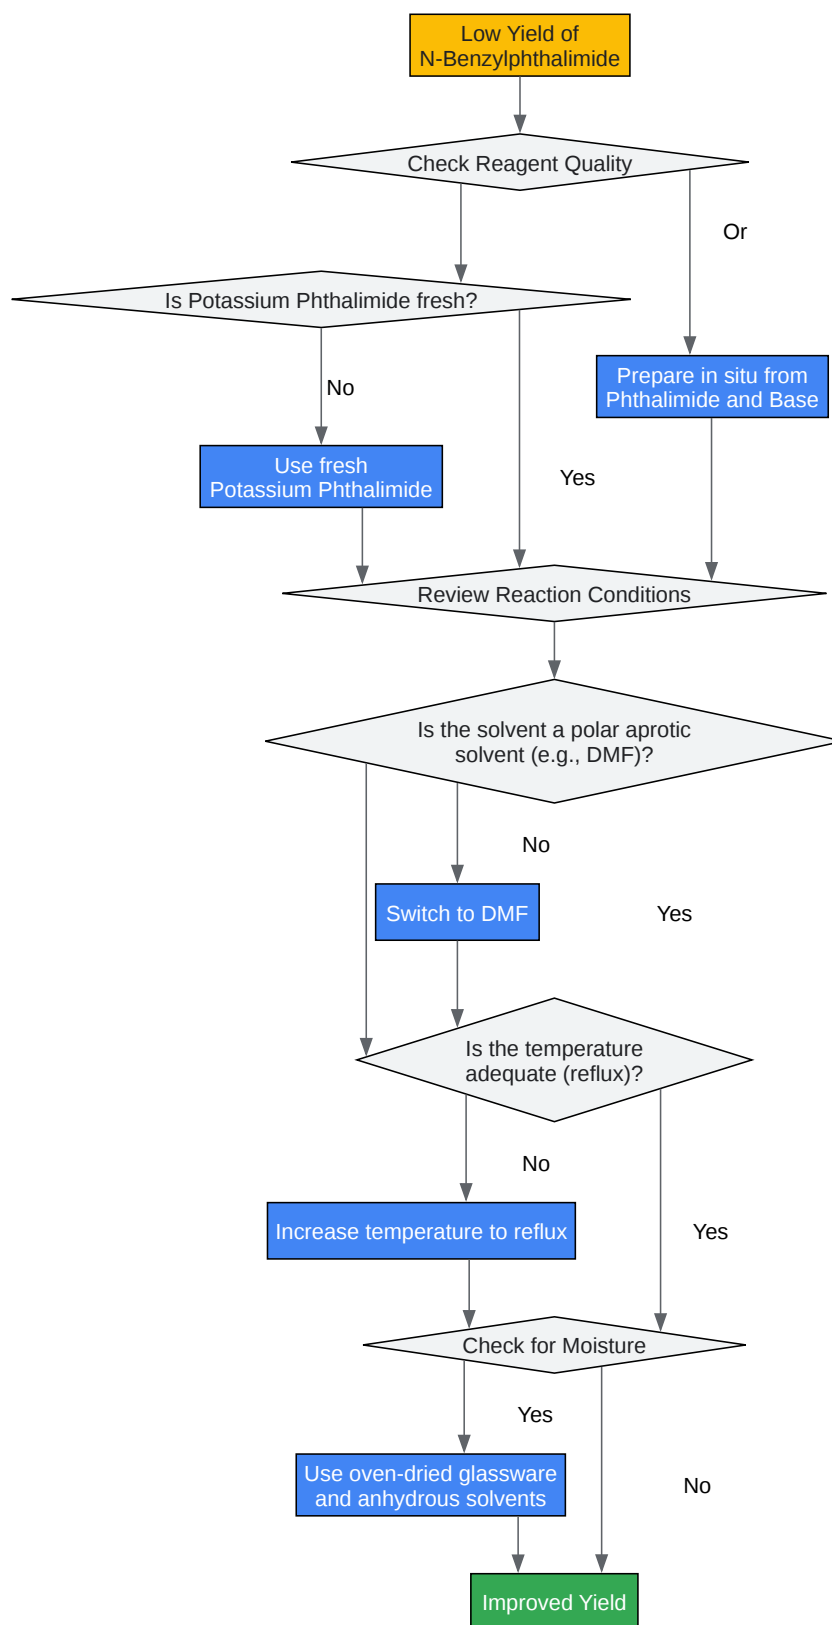 Low Yield of
N-Benzylphthalimide
Check Reagent Quality
Or
Is Potassium Phthalimide fresh?
No
Prepare in situ from
Phthalimide and Base
Use fresh
Potassium Phthalimide
Yes
Review Reaction Conditions
Is the solvent a polar aprotic
solvent (e.g., DMF)?
No
Switch to DMF
Yes
Is the temperature
adequate (reflux)?
No
Increase temperature to reflux
Yes
Check for Moisture
Yes
Use oven-dried glassware
and anhydrous solvents
No
Improved Yield